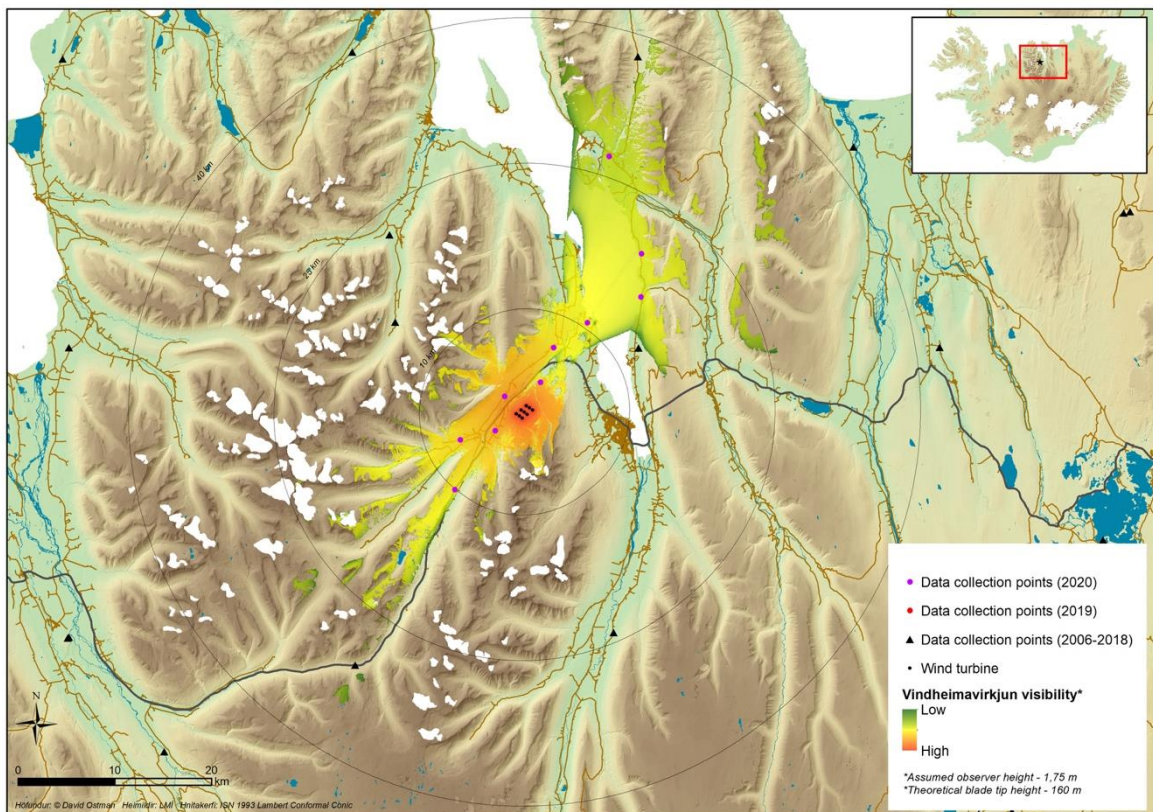 40 km
25 km
10 km
Data collection points (2020)
Data collection points (2019)
Data collection points (2006-2018)
Wind turbine
Vindheimavirkjun visibility*
Low
High
*Assumed observer height - 1,75 m
*Theoretical blade tip height - 160 m
N
0 10 20
km
Höfundur: © David Ostman Heimildir: LMI Hnitakerfi: ISN 1993 Lambert Conformal Conic